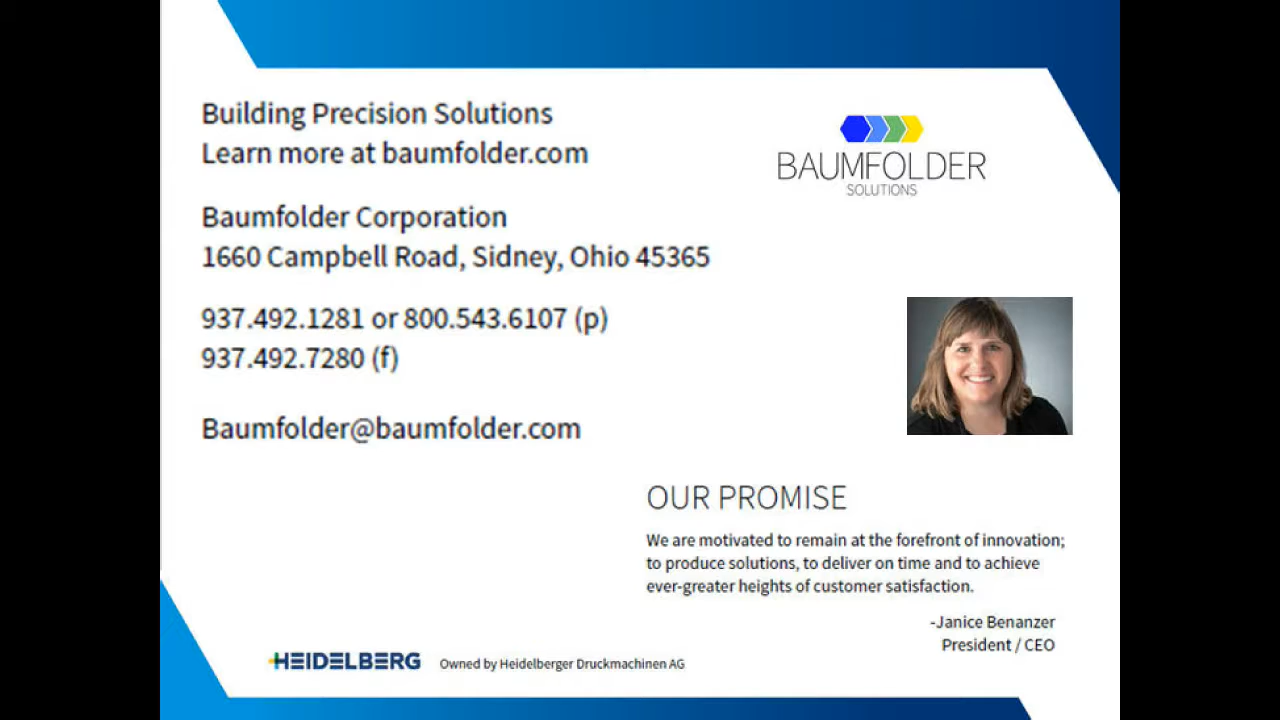 Building Precision Solutions
Learn more at baumfolder.com
BAUMFOLDER
SOLUTIONS
Baumfolder Corporation
1660 Campbell Road, Sidney, Ohio 45365
937.492.1281 or 800.543.6107 (p)
937.492.7280 (f)
Baumfolder@baumfolder.com
OUR PROMISE
We are motivated to remain at the forefront of innovation;
to produce solutions, to deliver on time and to achieve
ever-greater heights of customer satisfaction.
-Janice Benanzer
President / CEO
HEIDELBERG
Owned by Heidelberger Druckmachinen AG